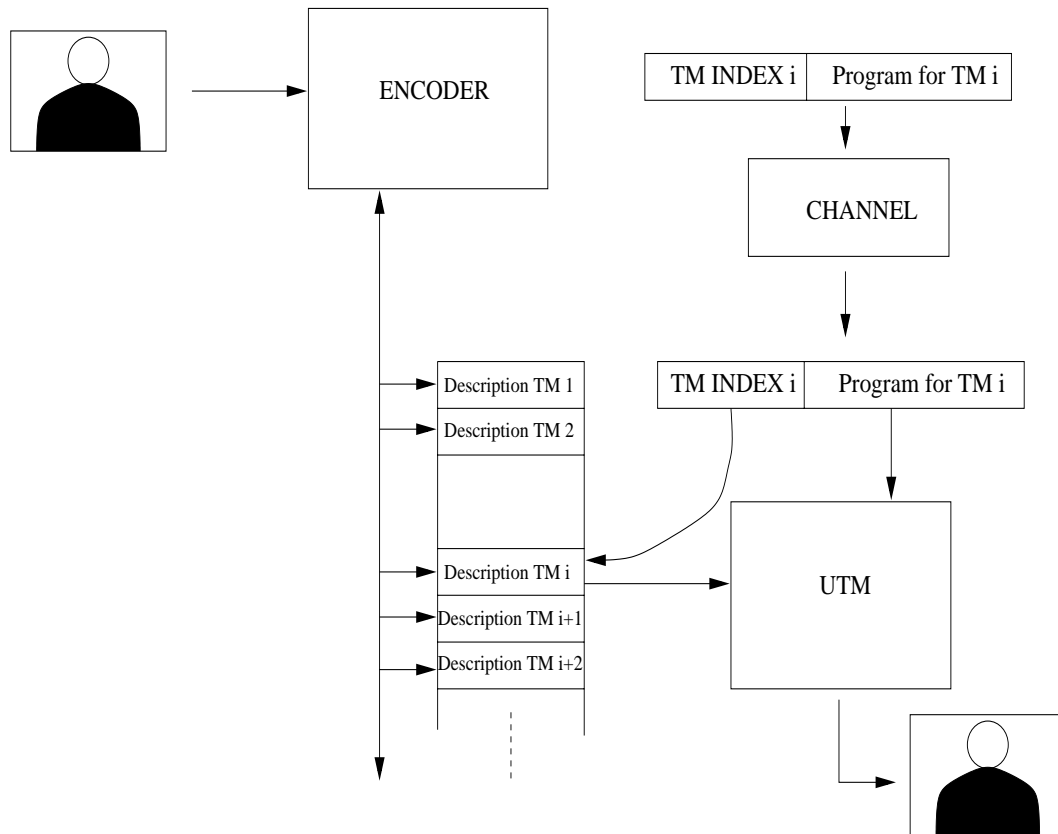 ENCODER
TM INDEX i
Program for TM i
CHANNEL
TM INDEX i
Program for TM i
Description TM 1
Description TM 2
Description TM i
Description TM i+1
Description TM i+2
UTM